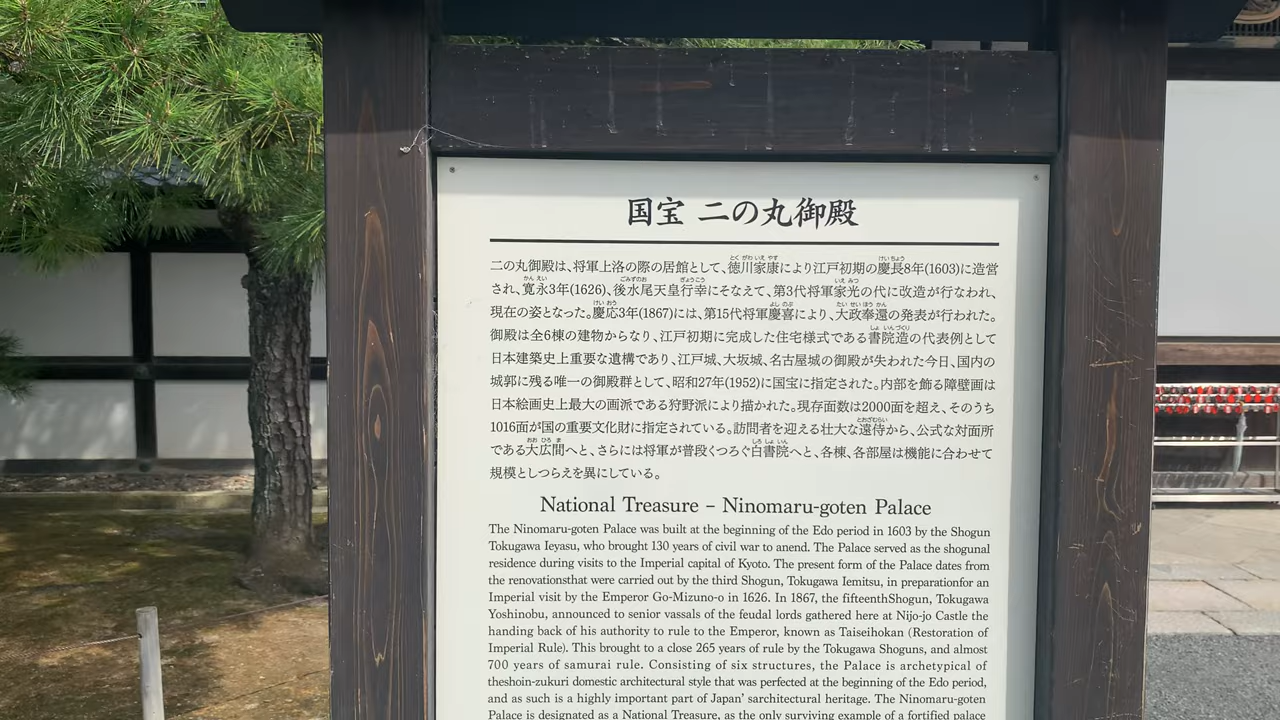 国宝 二の丸御殿
二の丸御殿は、将軍上洛の際の居館として、徳川家康により江戸初期の慶長8年(1603)に造営
され、寛永3年(1626)、後水尾天皇行幸にそなえて、第3代将軍家光の代に改造が行なわれ、
現在の姿となった。慶応3年(1867)には、第15代将軍慶喜により、大政奉還の発表が行われた。
御殿は全6棟の建物からなり、江戸初期に完成した住宅様式である書院造の代表例として
日本建築史上重要な遺構であり、江戸城、大坂城、名古屋城の御殿が失われた今日、国内の
城郭に残る唯一の御殿群として、昭和27年(1952)に国宝に指定された。内部を飾る障壁画は
日本絵画史上最大の画派である狩野派により描かれた。現存面数は2000面を超え、そのうち
1016面が国の重要文化財に指定されている。訪問者を迎える壮大な遠侍から、公式な対面所
である大広間へと、さらには将軍が普段くつろぐ白書院へと、各棟、各部屋は機能に合わせて
規模としつらえを異にしている。
National Treasure – Ninomaru-goten Palace
The Ninomaru-goten Palace was built at the beginning of the Edo period in 1603 by the Shogun
Tokugawa Ieyasu, who brought 130 years of civil war to anend. The Palace served as the shogunal
residence during visits to the Imperial capital of Kyoto. The present form of the Palace dates from
the renovationsthat were carried out by the third Shogun, Tokugawa Iemitsu, in preparationfor an
Imperial visit by the Emperor Go-Mizuno-o in 1626. In 1867, the fifteenthShogun, Tokugawa
Yoshinobu, announced to senior vassals of the feudal lords gathered here at Nijo-jo Castle the
handing back of his authority to rule to the Emperor, known as Taiseihokan (Restoration of
Imperial Rule). This brought to a close 265 years of rule by the Tokugawa Shoguns, and almost
700 years of samurai rule. Consisting of six structures, the Palace is archetypical of
theshoin-zukuri domestic architectural style that was perfected at the beginning of the Edo period,
and as such is a highly important part of Japan' sarchitectural heritage. The Ninomaru-goten
Palace is designated as a National Treasure, as the only surviving example of a fortified palace